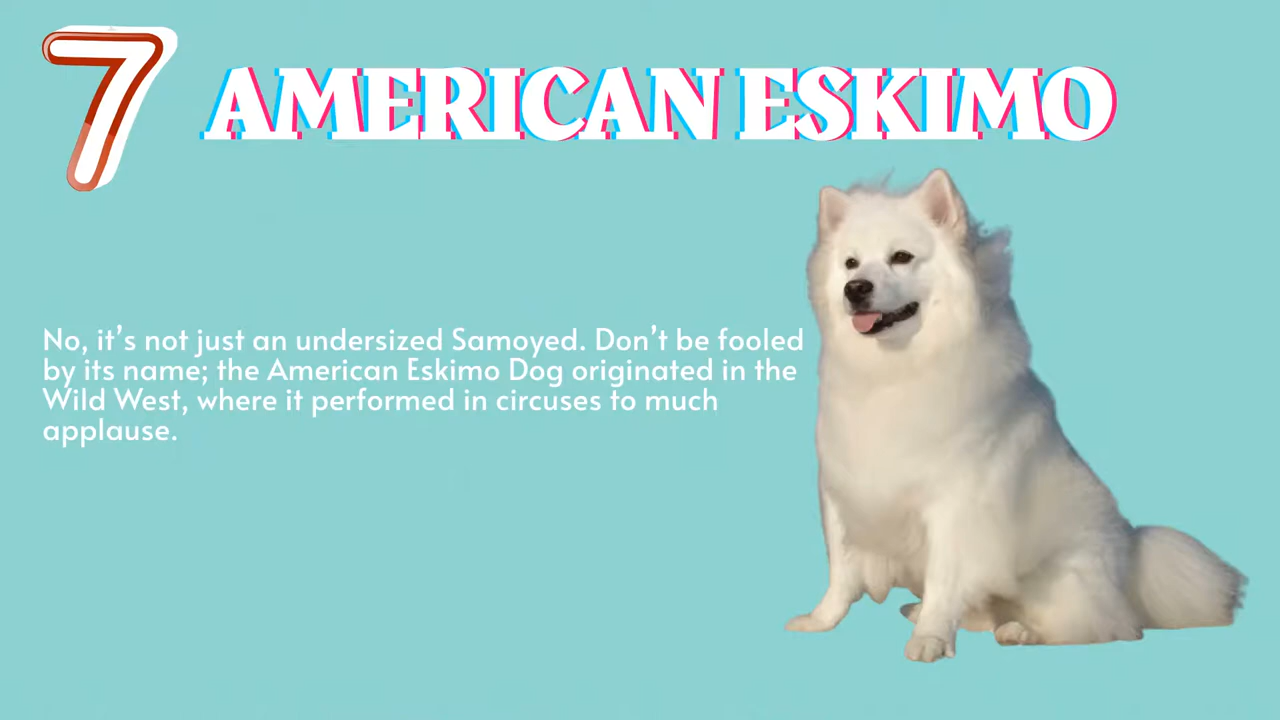 7
AMERICAN ESKIMO
No, it's not just an undersized Samoyed. Don't be fooled
by its name; the American Eskimo Dog originated in the
Wild West, where it performed in circuses to much
applause.